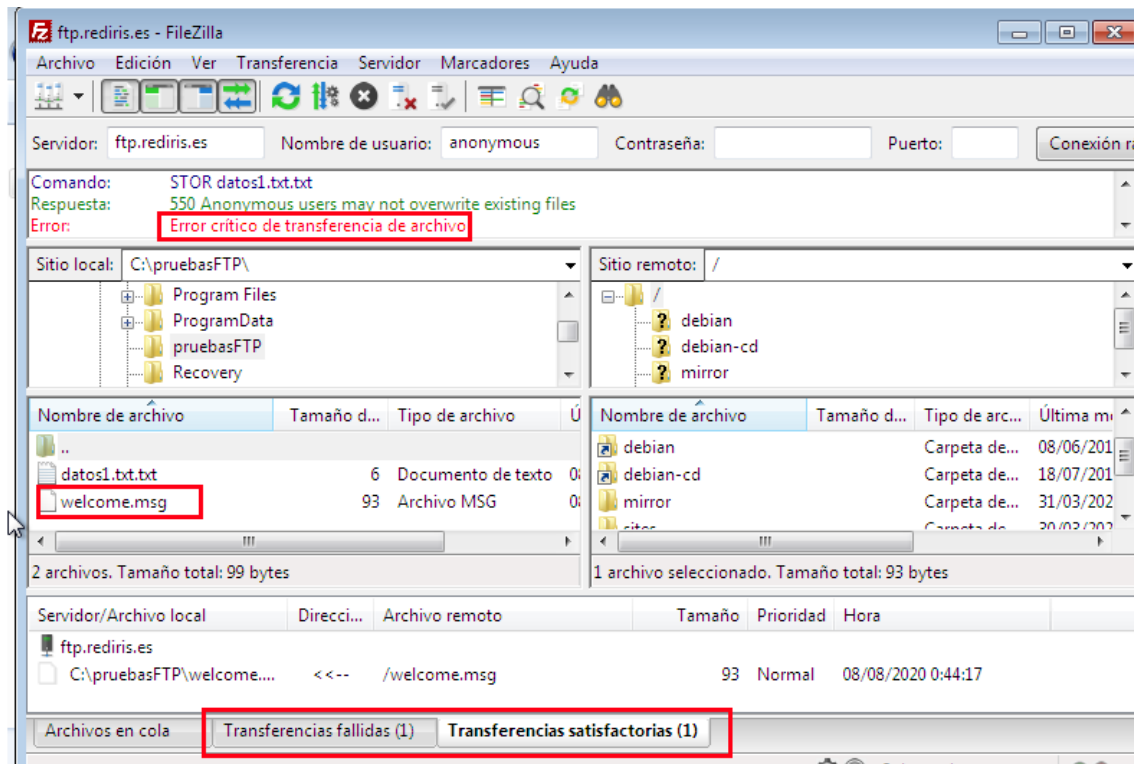 ftp.rediris.es - FileZilla
Archivo Edición Ver Transferencia Servidor Marcadores Ayuda
Servidor: ftp.rediris.es Nombre de usuario: anonymous Contraseña: Puerto: Conexión
Comando: STOR datos1.txt.txt
Respuesta: 550 Anonymous users may not overwrite existing files
Error: Error crítico de transferencia de archivo
Sitio local: C:\pruebasFTP\ Sitio remoto: /
Program Files /
ProgramData debian
pruebasFTP debian-cd
Recovery mirror
Nombre de archivo Tamaño d... Tipo de archivo Nombre de archivo Tamaño d... Tipo de arc... Última
.. debian Carpeta de... 08/06/201
datos1.txt.txt 6 Documento de texto debian-cd Carpeta de... 18/07/201
welcome.msg 93 Archivo MSG mirror Carpeta de... 31/03/202
2 archivos. Tamaño total: 99 bytes 1 archivo seleccionado. Tamaño total: 93 bytes
Servidor/Archivo local Direcci... Archivo remoto Tamaño Prioridad Hora
ftp.rediris.es
C:\pruebasFTP\welcome.... <<-- /welcome.msg 93 Normal 08/08/2020 0:44:17
Archivos en cola Transferencias fallidas (1) Transferencias satisfactorias (1)